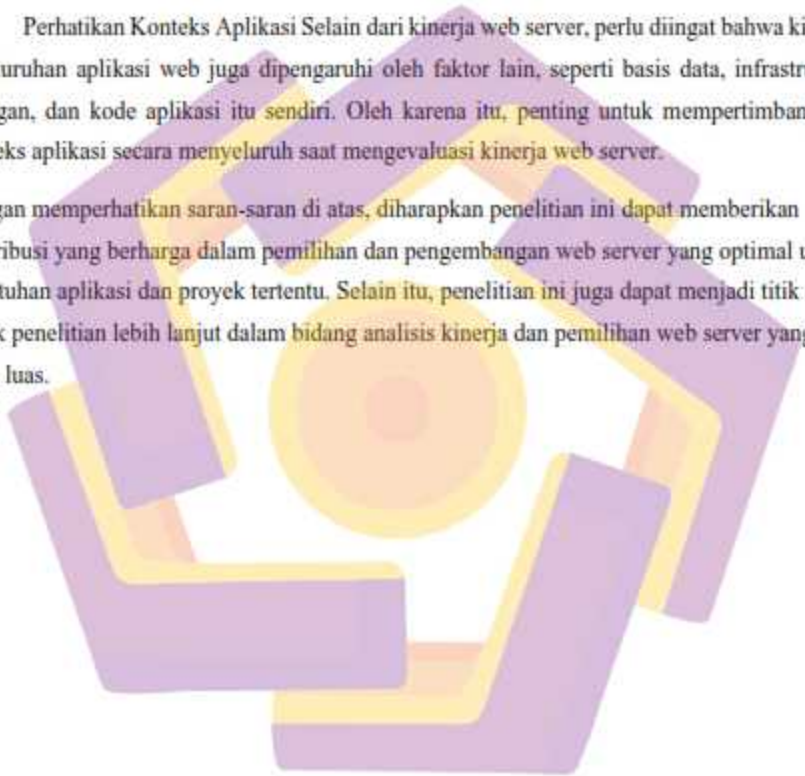 Perhatikan Konteks Aplikasi Selain dari kinerja web server, perlu diingat bahwa ki
uruhan aplikasi web juga dipengaruhi oleh faktor lain, seperti basis data, infrastru
gan, dan kode aplikasi itu sendiri. Oleh karena itu, penting untuk mempertimban
eks aplikasi secara menyeluruh saat mengevaluasi kinerja web server.
gan memperhatikan saran-saran di atas, diharapkan penelitian ini dapat memberikan
ribusi yang berharga dalam pemilihan dan pengembangan web server yang optimal u
tuhan aplikasi dan proyek tertentu. Selain itu, penelitian ini juga dapat menjadi titik
k penelitian lebih lanjut dalam bidang analisis kinerja dan pemilihan web server yang
luas.